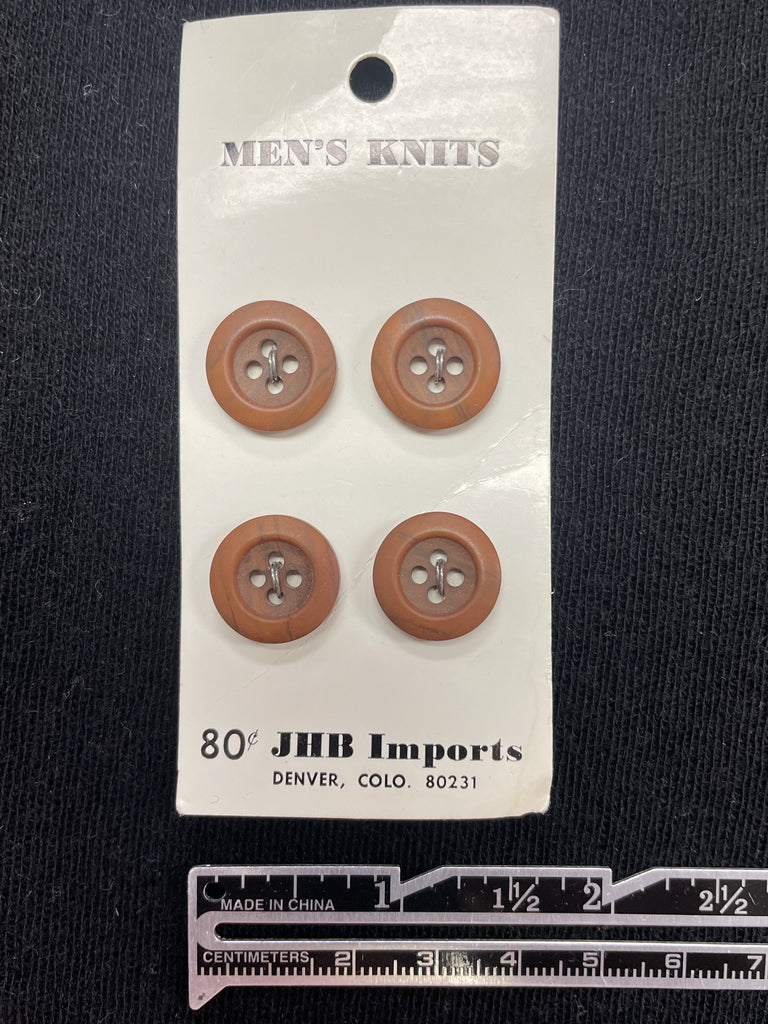 MEN'S KNITS
80¢ JHB Imports
DENVER, COLO. 80231
1 1½ 2 2½
MADE IN CHINA
CENTIMETERS 2 3 4 5 6 7